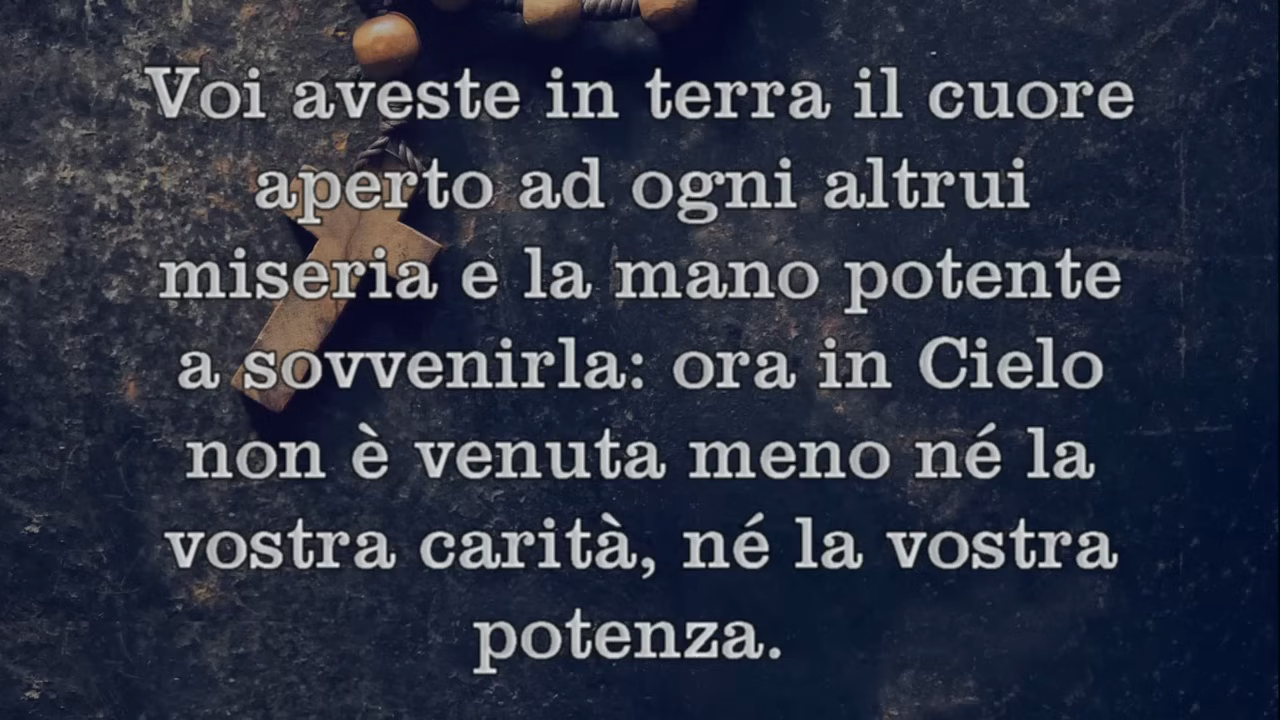 Voi aveste in terra il cuore
aperto ad ogni altrui
miseria e la mano potente
a sovvenirla: ora in Cielo
non è venuta meno né la
vostra carità, né la vostra
potenza.